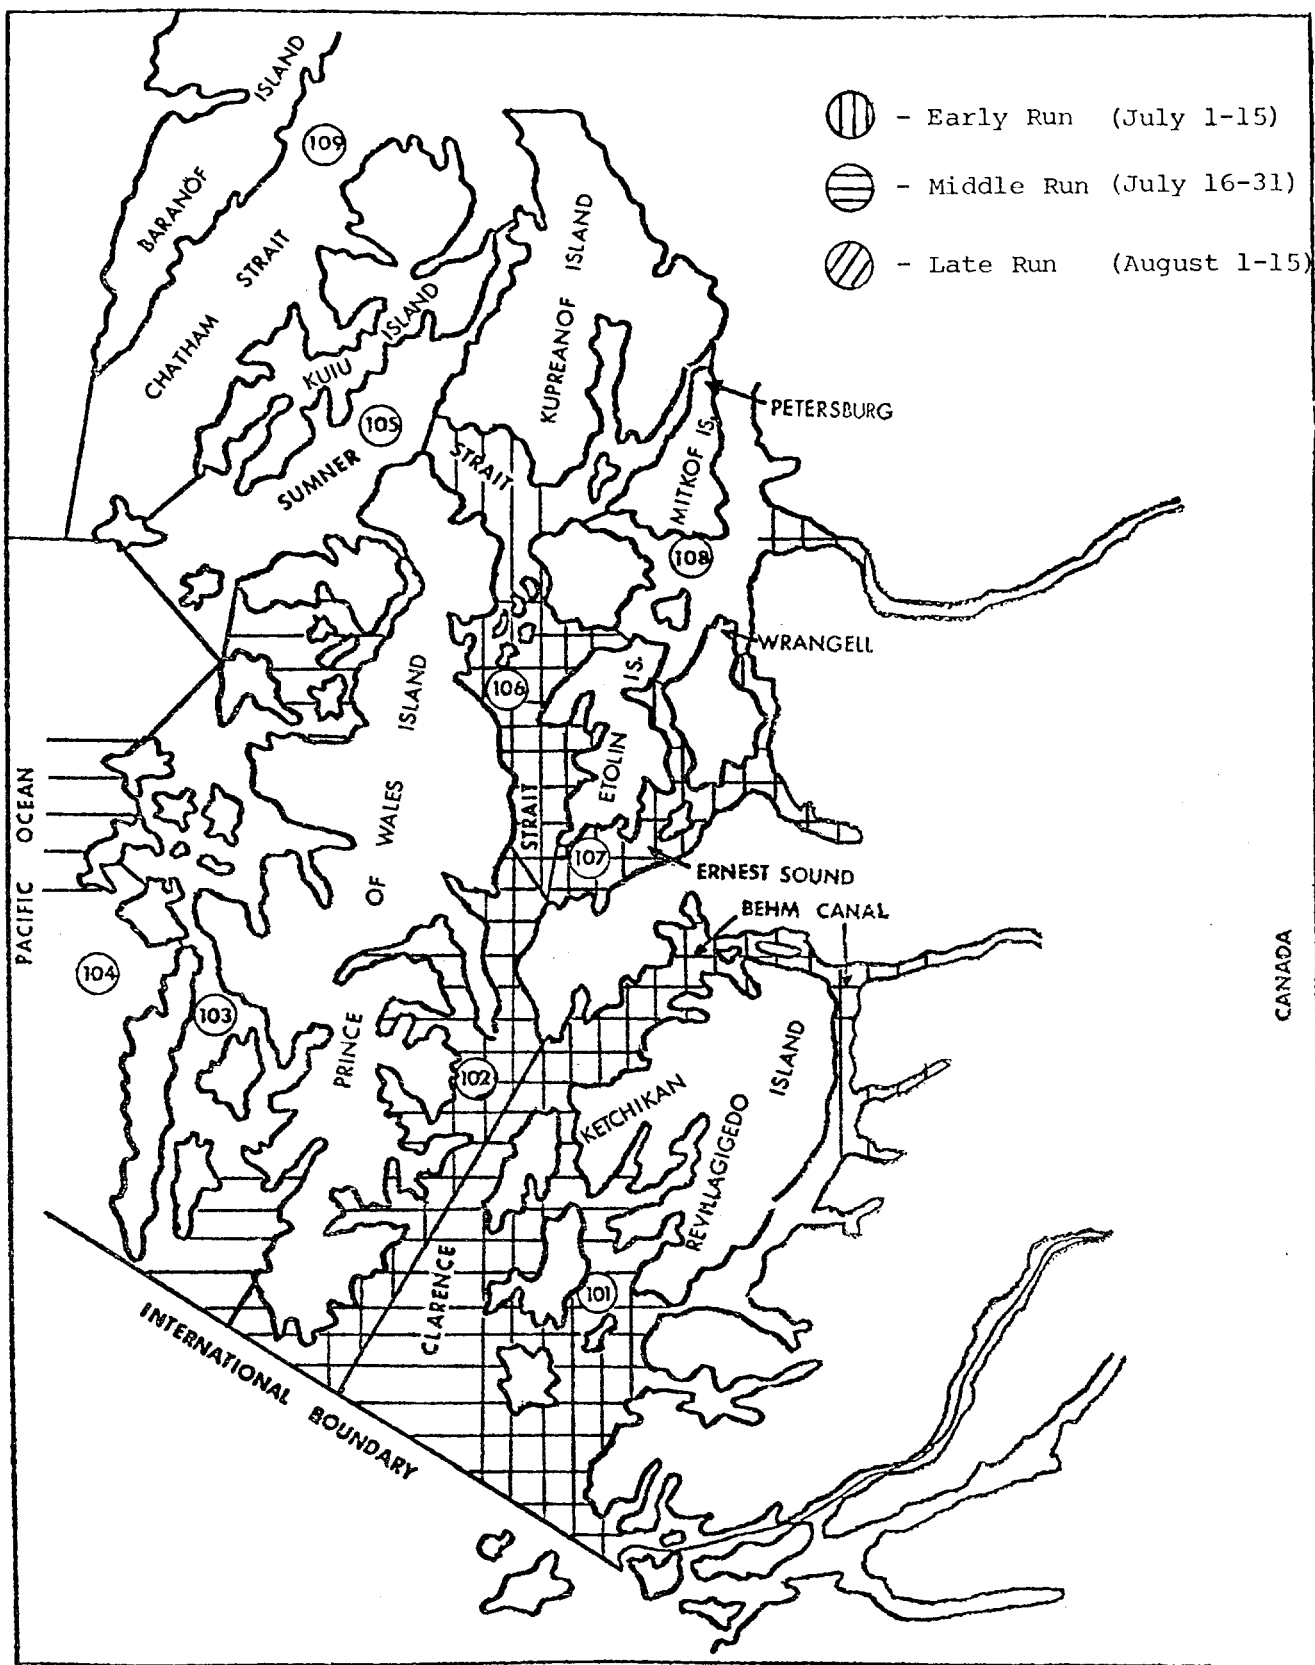 - Early Run (July 1-15)
- Middle Run (July 16-31)
- Late Run (August 1-15)
BARANOF
ISLAND
109
CHATHAM
STRAIT
KUIU
ISLAND
KUPREANOF
ISLAND
105
SUMNER
STRAIT
PETERSBURG
MITKOF IS.
108
WRANGELL
ISLAND
106
IS.
ETOLIN
PACIFIC OCEAN
OF WALES
STRAIT
107
ERNEST SOUND
BEHM CANAL
104
103
CANADA
PRINCE
102
KETCHIKAN
ISLAND
REVILLAGIGEDO
CLARENCE
101
INTERNATIONAL BOUNDARY